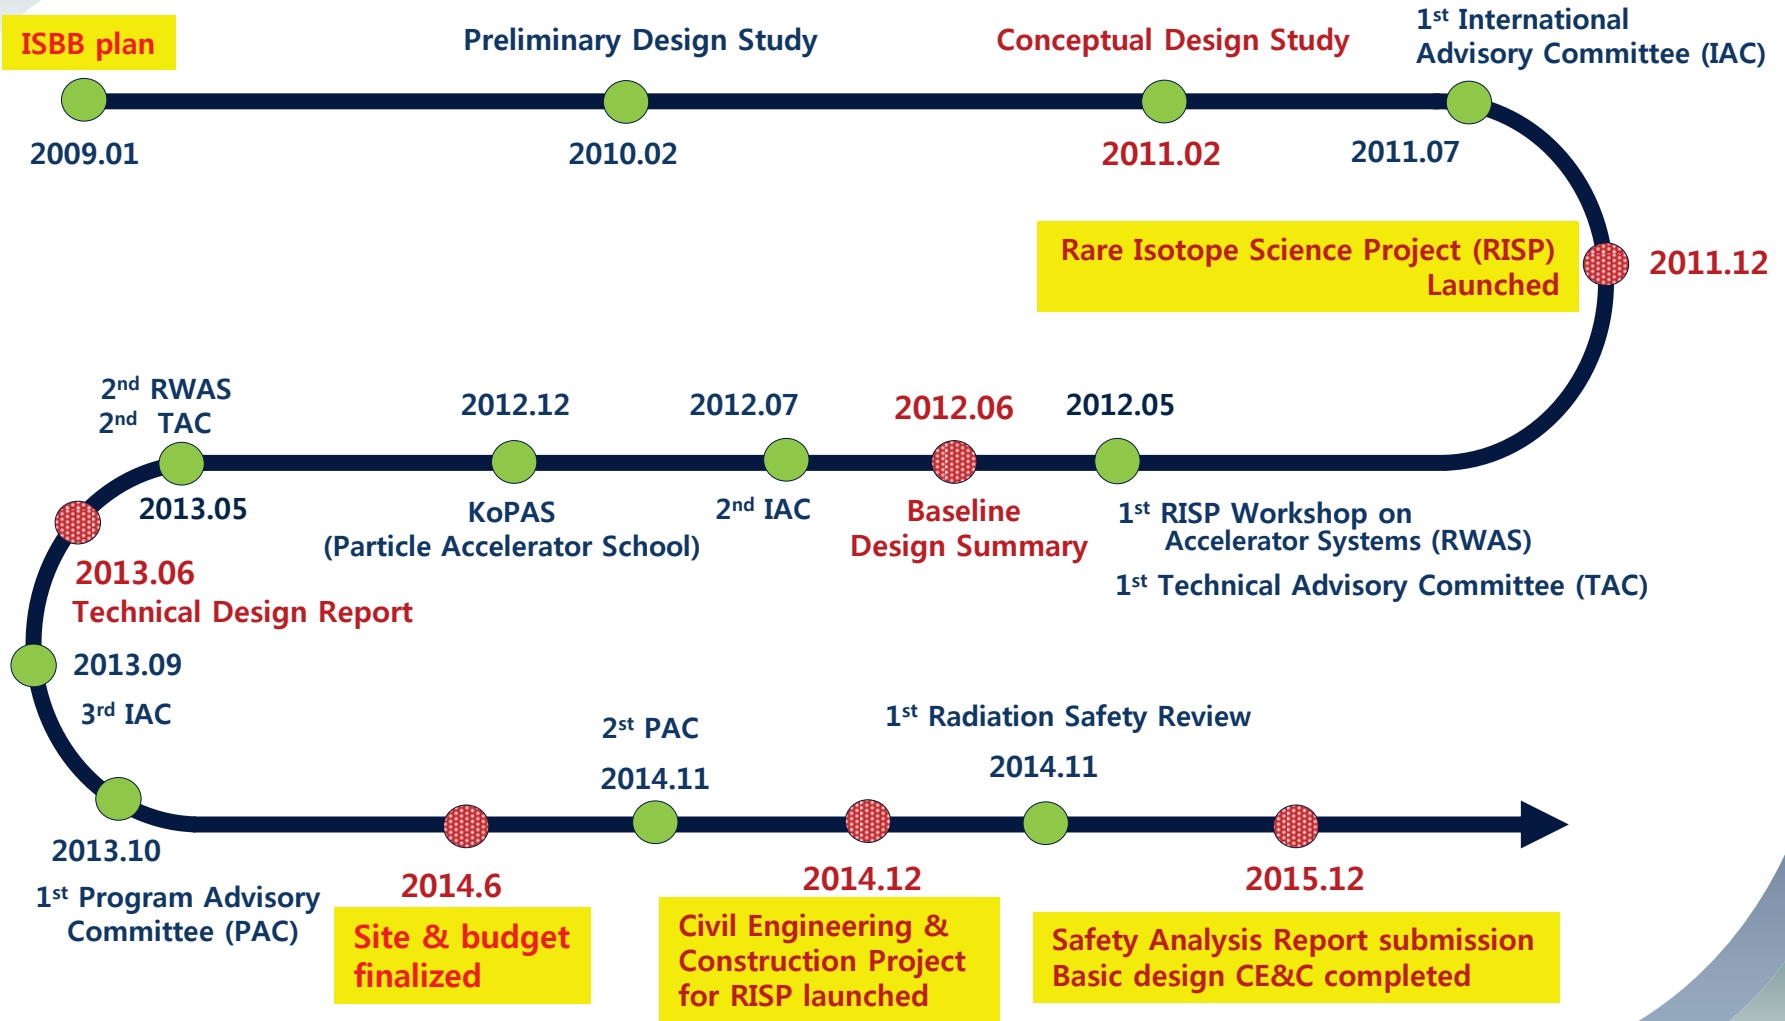 ISBB plan
2009.01
Preliminary Design Study
2010.02
Conceptual Design Study
2011.02
1st International
Advisory Committee (IAC)
2011.07
Rare Isotope Science Project (RISP)
Launched
2011.12
2012.05
1st RISP Workshop on
Accelerator Systems (RWAS)
1st Technical Advisory Committee (TAC)
2012.06
Baseline
Design Summary
2012.07
2nd IAC
2012.12
KoPAS
(Particle Accelerator School)
2nd RWAS
2nd TAC
2013.05
2013.06
Technical Design Report
2013.09
3rd IAC
2013.10
1st Program Advisory
Committee (PAC)
2014.6
Site & budget
finalized
2st PAC
2014.11
2014.12
Civil Engineering &
Construction Project
for RISP launched
1st Radiation Safety Review
2014.11
2015.12
Safety Analysis Report submission
Basic design CE&C completed